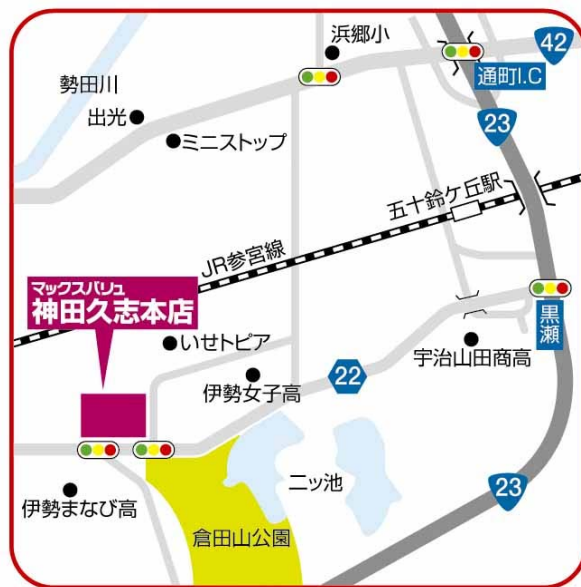 浜郷小
42
通町I.C
勢田川
出光
ミニストップ
23
五十鈴ケ丘駅
JR参宮線
マックスバリュ
神田久志本店
いせトピア
黒瀬
宇治山田商高
伊勢女子高
22
二ッ池
伊勢まなび高
23
倉田山公園